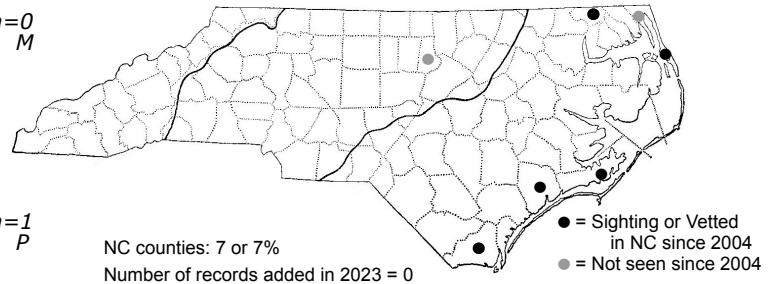 n=0
M
n=1
P
NC counties: 7 or 7%
Number of records added in 2023 = 0
● = Sighting or Vetted
in NC since 2004
● = Not seen since 2004